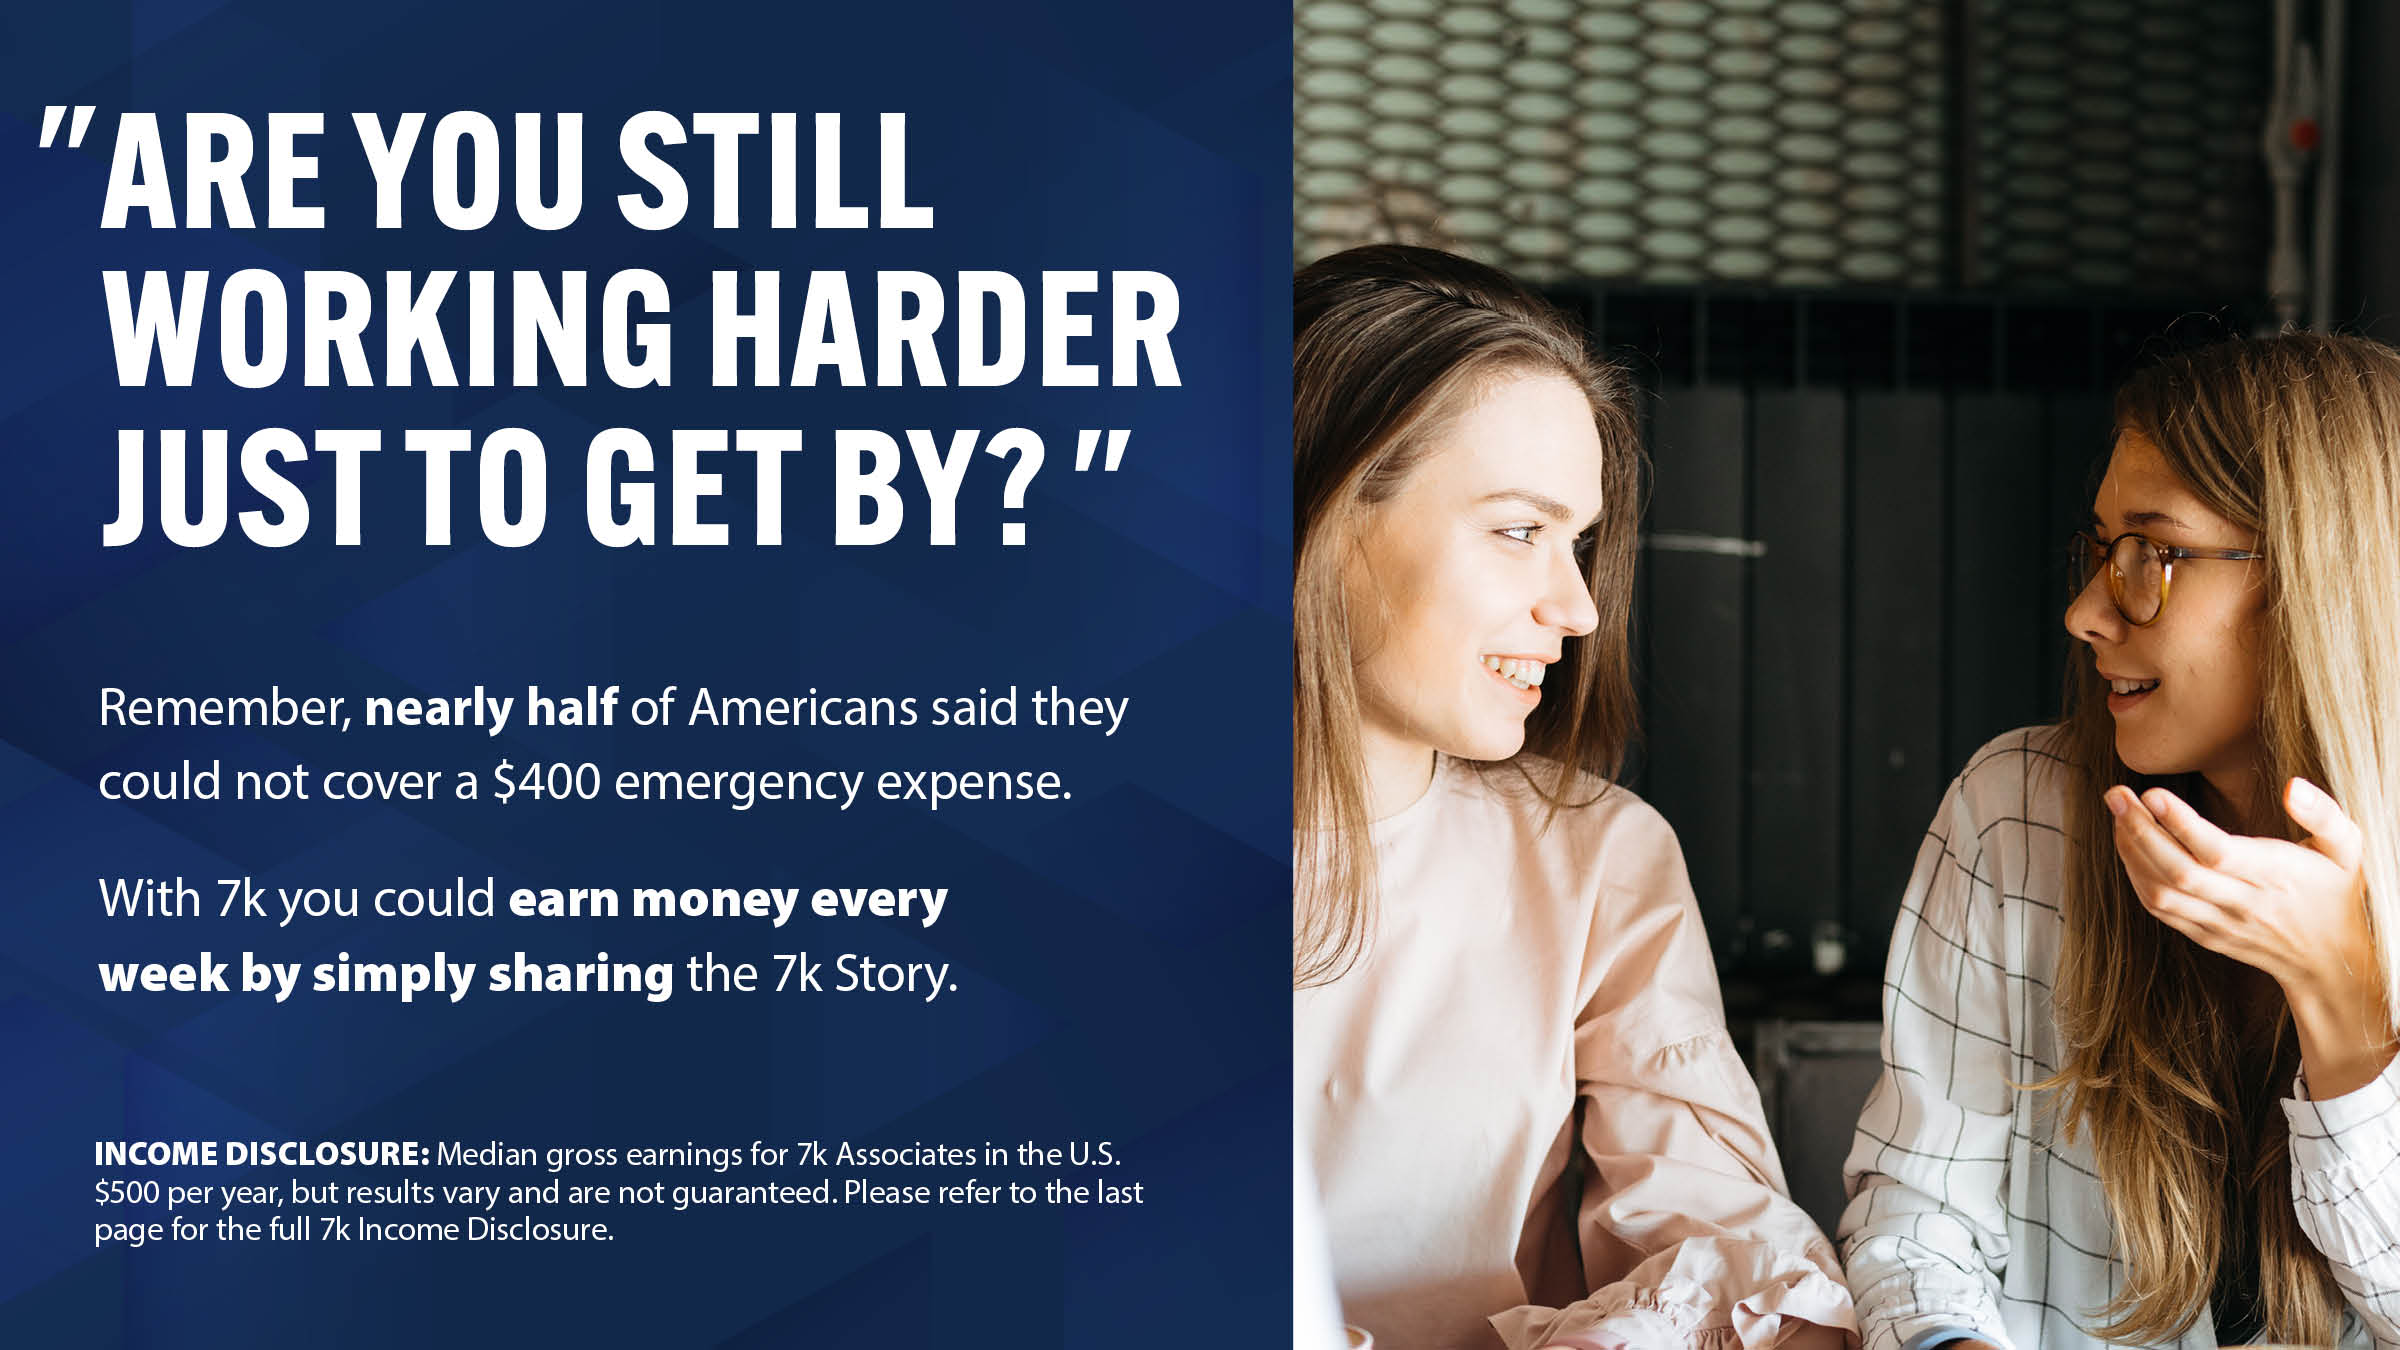 "ARE YOU STILL
WORKING HARDER
JUST TO GET BY?"
Remember, nearly half of Americans said they
could not cover a $400 emergency expense.
With 7k you could earn money every
week by simply sharing the 7k Story.
INCOME DISCLOSURE: Median gross earnings for 7k Associates in the U.S.
$500 per year, but results vary and are not guaranteed. Please refer to the last
page for the full 7k Income Disclosure.